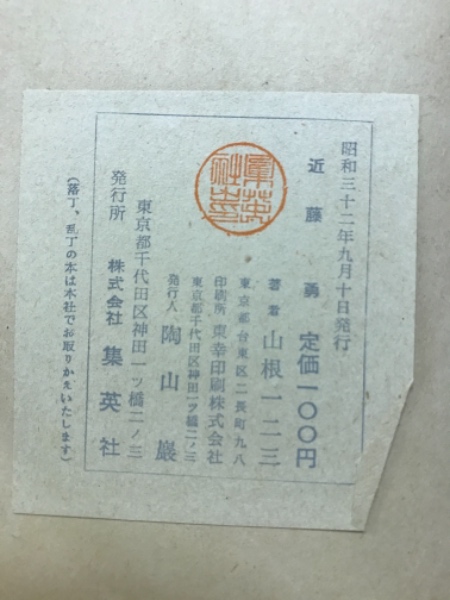 昭和三十二年九月十日発行
近藤勇 定価一〇〇円
著者 山根一二三
東京都台東区二長町九八
印刷所 東幸印刷株式会社
東京都千代田区神田一ツ橋二ノ三
発行人 陶山巌
東京都千代田区神田一ツ橋二ノ三
発行所 株式会社 集英社
(落丁、乱丁の本は本社でお取りかえいたします)
集英社之印